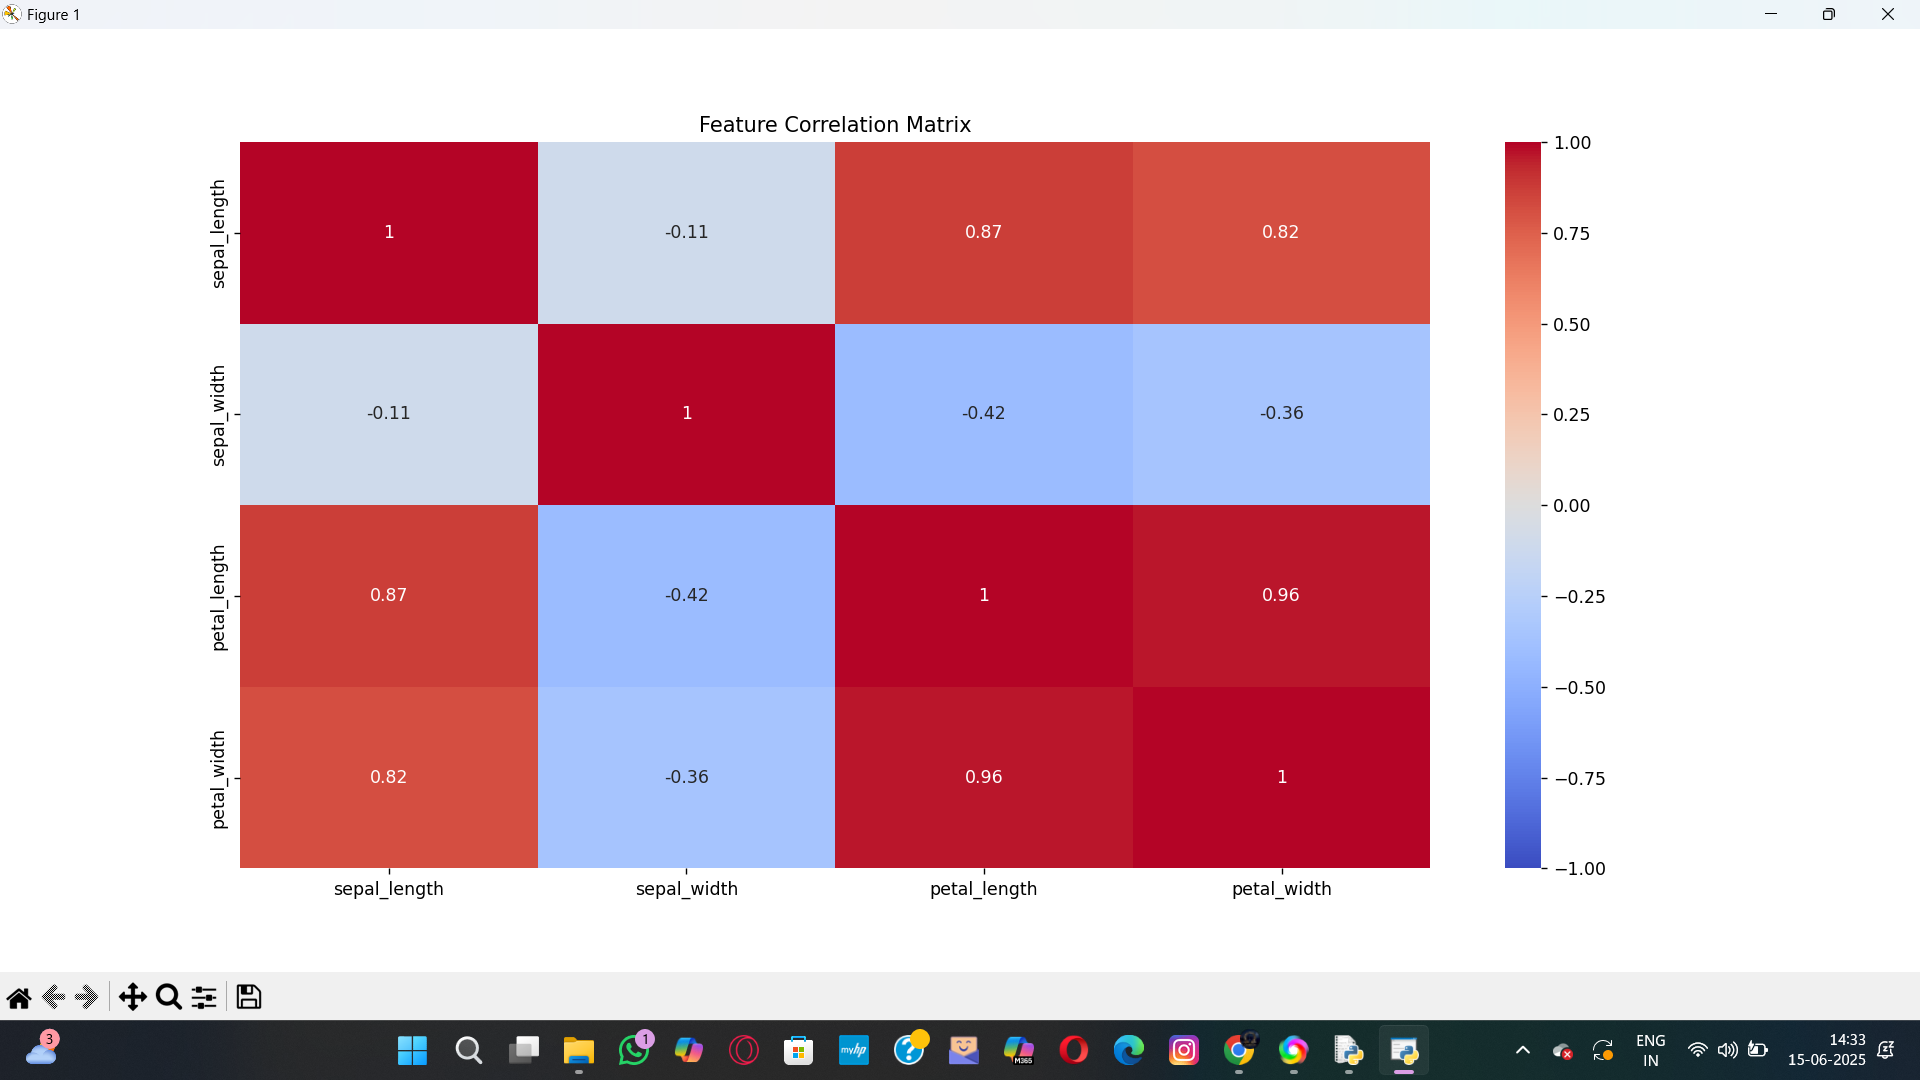 Figure 1
Feature Correlation Matrix
sepal_length
1
-0.11
0.87
0.82
sepal_width
-0.11
1
-0.42
-0.36
petal_length
0.87
-0.42
1
0.96
petal_width
0.82
-0.36
0.96
1
sepal_length
sepal_width
petal_length
petal_width
1.00
0.75
0.50
0.25
0.00
−0.25
−0.50
−0.75
−1.00
3
1
myhp
M365
ENG
IN
14:33
15-06-2025